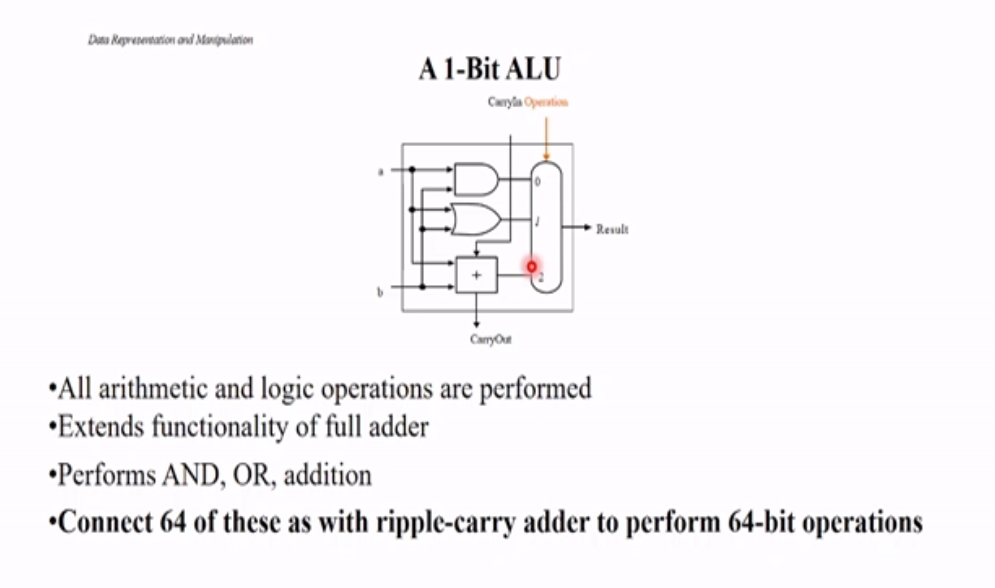 Data Representation and Manipulation
A 1-Bit ALU
CarryIn Operation
a
0
1
Result
+
2
b
CarryOut
•All arithmetic and logic operations are performed
•Extends functionality of full adder
•Performs AND, OR, addition
•Connect 64 of these as with ripple-carry adder to perform 64-bit operations